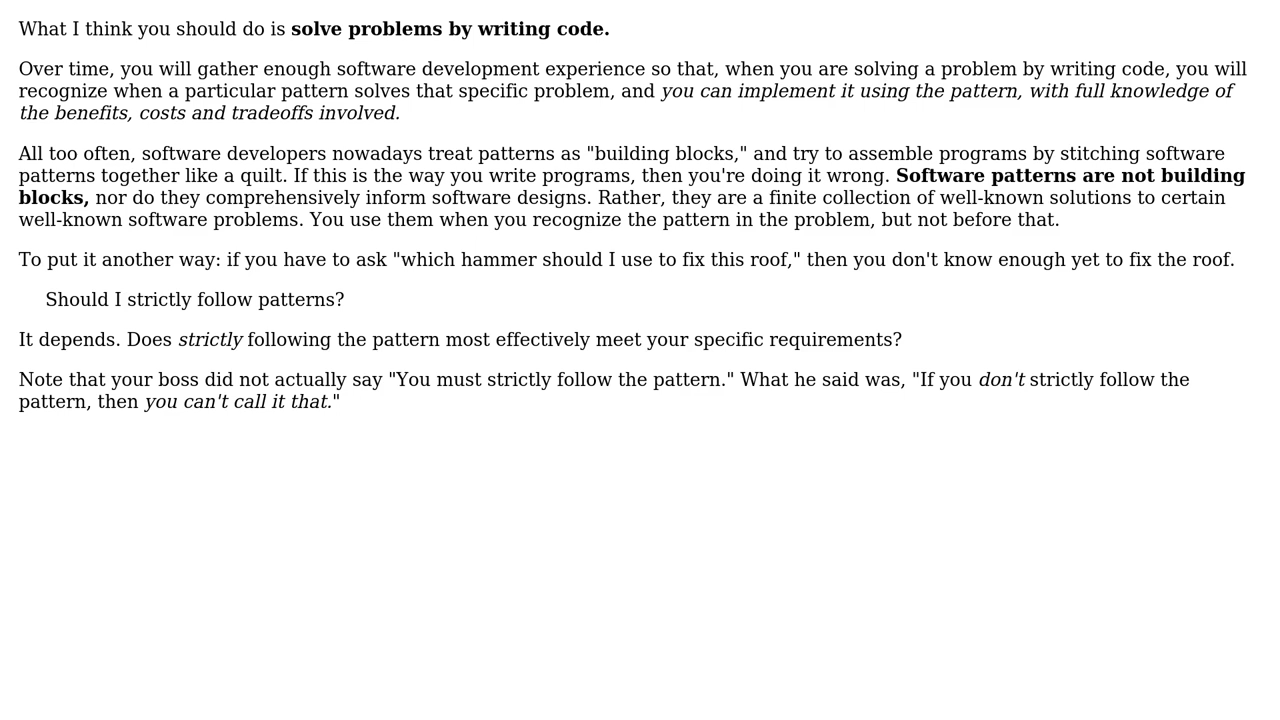 What I think you should do is solve problems by writing code.
Over time, you will gather enough software development experience so that, when you are solving a problem by writing code, you will
recognize when a particular pattern solves that specific problem, and you can implement it using the pattern, with full knowledge of
the benefits, costs and tradeoffs involved.
All too often, software developers nowadays treat patterns as "building blocks," and try to assemble programs by stitching software
patterns together like a quilt. If this is the way you write programs, then you're doing it wrong. Software patterns are not building
blocks, nor do they comprehensively inform software designs. Rather, they are a finite collection of well-known solutions to certain
well-known software problems. You use them when you recognize the pattern in the problem, but not before that.
To put it another way: if you have to ask "which hammer should I use to fix this roof," then you don't know enough yet to fix the roof.
Should I strictly follow patterns?
It depends. Does strictly following the pattern most effectively meet your specific requirements?
Note that your boss did not actually say "You must strictly follow the pattern." What he said was, "If you don't strictly follow the
pattern, then you can't call it that."